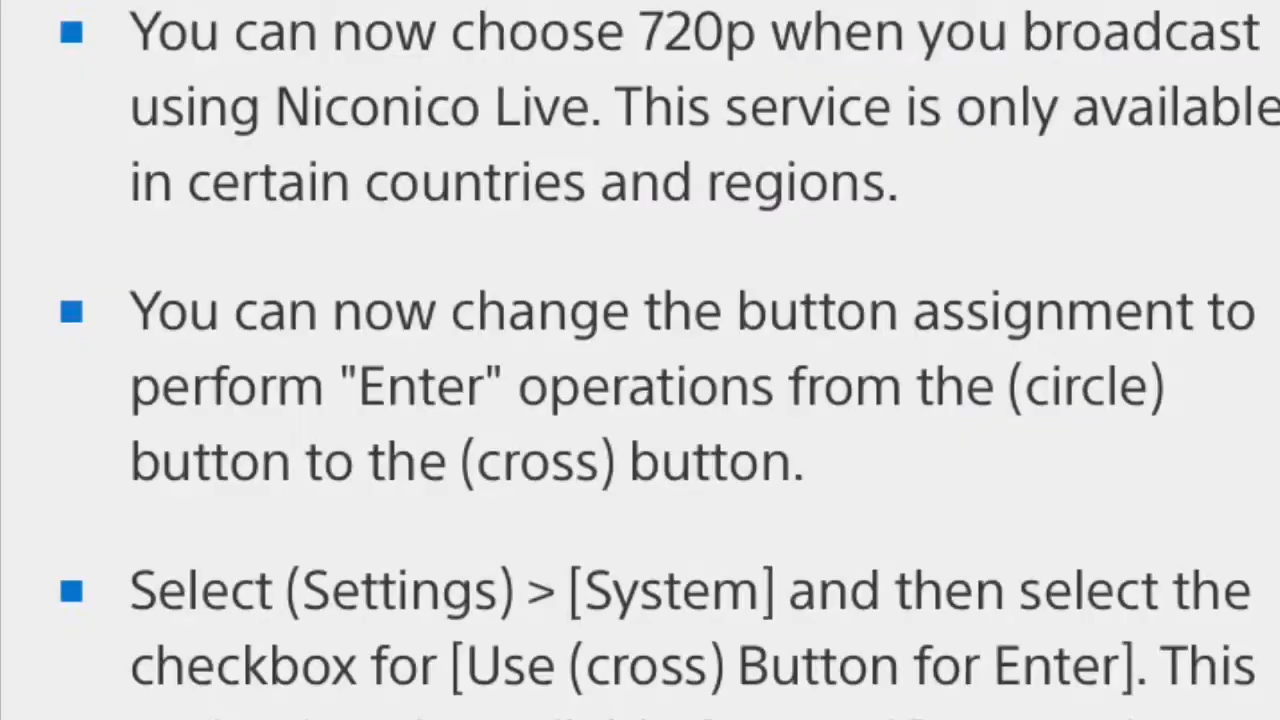 You can now choose 720p when you broadcast
using Niconico Live. This service is only available
in certain countries and regions.
You can now change the button assignment to
perform "Enter" operations from the (circle)
button to the (cross) button.
Select (Settings) > [System] and then select the
checkbox for [Use (cross) Button for Enter]. This